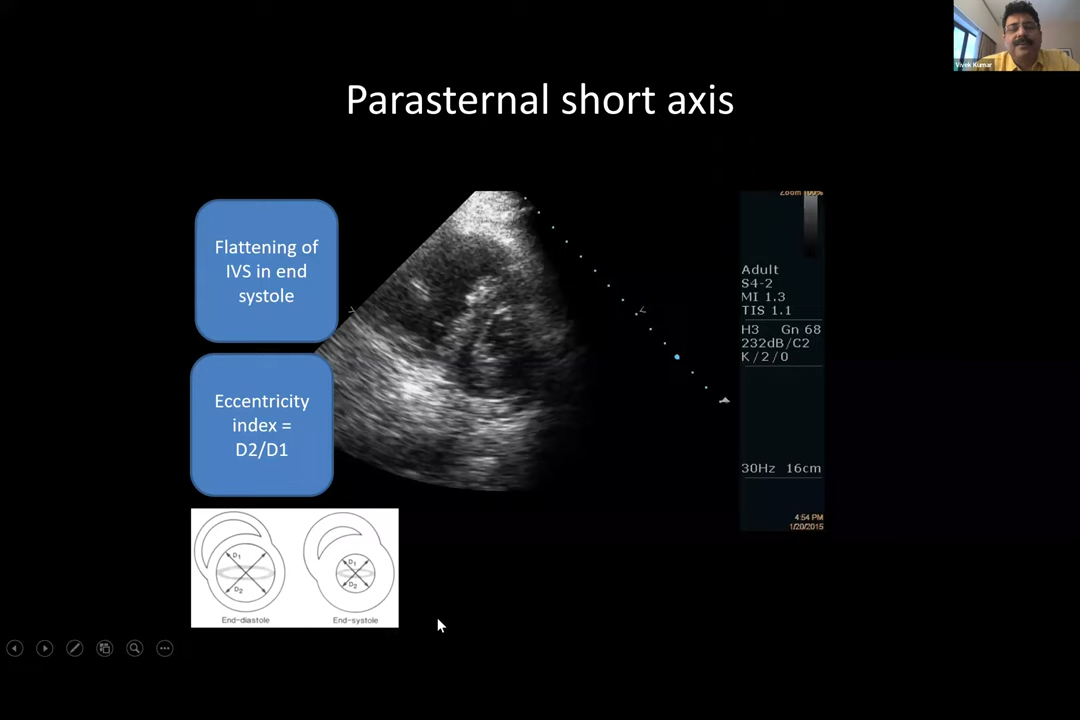 Vivek Kumar
Parasternal short axis
Flattening of
IVS in end
systole
Eccentricity
index =
D2/D1
Zoom 100%
Adult
S4-2
MI 1.3
TIS 1.1
H3 Gn 68
232dB/C2
K/2/0
30Hz 16cm
4:54 PM
1/20/2015
D1
D2
End-diastole
D1
D2
End-systole